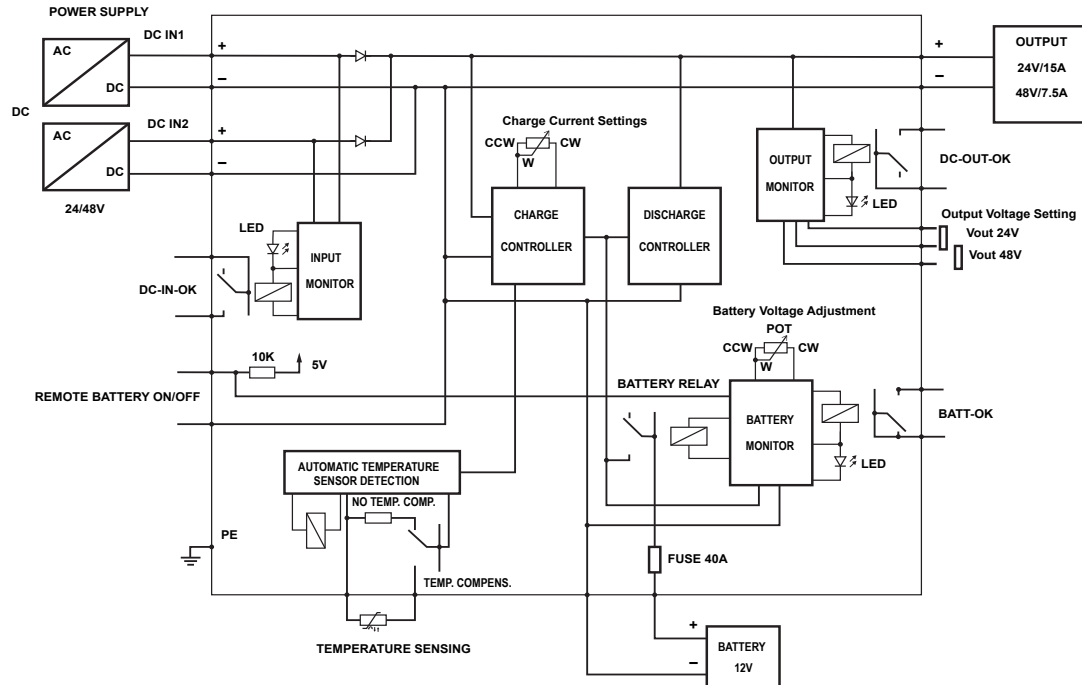 POWER SUPPLY
DC IN1
AC
DC
+
−
DC
DC IN2
AC
DC
+
−
24/48V
+
−
OUTPUT
24V/15A
48V/7.5A
Charge Current Settings
CCW
CW
W
CHARGE
CONTROLLER
DISCHARGE
CONTROLLER
OUTPUT
MONITOR
LED
DC-OUT-OK
Output Voltage Setting
Vout 24V
Vout 48V
LED
INPUT
MONITOR
DC-IN-OK
10K
5V
REMOTE BATTERY ON/OFF
Battery Voltage Adjustment
POT
CCW
CW
W
BATTERY RELAY
BATTERY
MONITOR
LED
BATT-OK
AUTOMATIC TEMPERATURE
SENSOR DETECTION
NO TEMP. COMP.
TEMP. COMPENS.
PE
FUSE 40A
TEMPERATURE SENSING
+
−
BATTERY
12V